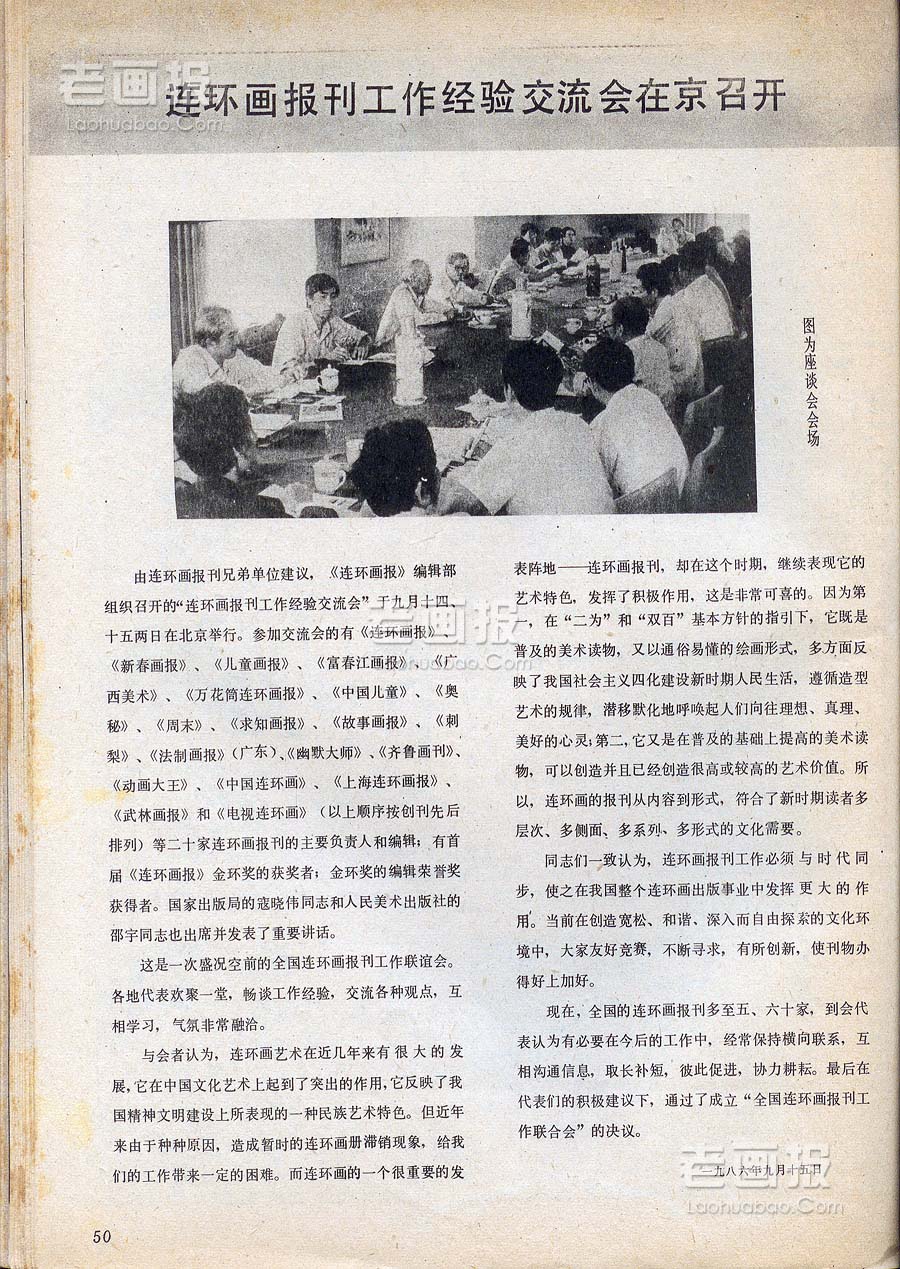 老画报
Laohuabao.Com
连环画报刊工作经验交流会在京召开
图为座谈会会场
由连环画报刊兄弟单位建议，《连环画报》编辑部
组织召开的“连环画报刊工作经验交流会”于九月十四、
十五两日在北京举行。参加交流会的有《连环画报》、
《新春画报》、《儿童画报》、《富春江画报》、《广
西美术》、《万花筒连环画报》、《中国儿童》、《奥
秘》、《周末》、《求知画报》、《故事画报》、《刺
梨》、《法制画报》(广东)、《幽默大师》、《齐鲁画刊》、
《动画大王》、《中国连环画》、《上海连环画报》、
《武林画报》和《电视连环画》（以上顺序按创刊先后
排列）等二十家连环画报刊的主要负责人和编辑；有首
届《连环画报》金环奖的获奖者；金环奖的编辑荣誉奖
获得者。国家出版局的寇晓伟同志和人民美术出版社的
邵宇同志也出席并发表了重要讲话。
这是一次盛况空前的全国连环画报刊工作联谊会。
各地代表欢聚一堂，畅谈工作经验，交流各种观点，互
相学习，气氛非常融洽。
与会者认为，连环画艺术在近几年来有很大的发
展，它在中国文化艺术上起到了突出的作用，它反映了我
国精神文明建设上所表现的一种民族艺术特色。但近年
来由于种种原因，造成暂时的连环画册滞销现象，给我
们的工作带来一定的困难。而连环画的一个很重要的发
表阵地——连环画报刊，却在这个时期，继续表现它的
艺术特色，发挥了积极作用，这是非常可喜的。因为第
一，在“二为”和“双百”基本方针的指引下，它既是
普及的美术读物，又以通俗易懂的绘画形式，多方面反
映了我国社会主义四化建设新时期人民生活，遵循造型
艺术的规律，潜移默化地呼唤起人们向往理想、真理、
美好的心灵；第二，它又是在普及的基础上提高的美术读
物，可以创造并且已经创造很高或较高的艺术价值。所
以，连环画的报刊从内容到形式，符合了新时期读者多
层次、多侧面、多系列、多形式的文化需要。
同志们一致认为，连环画报刊工作必须与时代同
步，使之在我国整个连环画出版事业中发挥更大的作
用。当前在创造宽松、和谐、深入而自由探索的文化环
境中，大家友好竞赛，不断寻求，有所创新，使刊物办
得好上加好。
现在，全国的连环画报刊多至五、六十家，到会代
表认为有必要在今后的工作中，经常保持横向联系，互
相沟通信息，取长补短，彼此促进，协力耕耘。最后在
代表们的积极建议下，通过了成立“全国连环画报刊工
作联合会”的决议。
一九八六年九月十五日
老画报
Laohuabao.Com
老画报
Laohuabao.Com
50